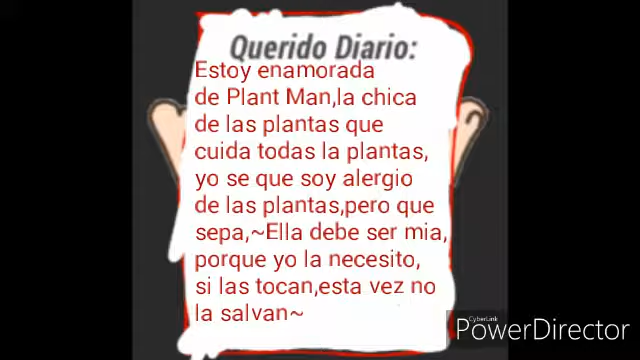 Querido Diario:
Estoy enamorada
de Plant Man,la chica
de las plantas que
cuida todas la plantas,
yo se que soy alergio
de las plantas,pero que
sepa,~Ella debe ser mia,
porque yo la necesito,
si las tocan,esta vez no
la salvan~
CyberLink
PowerDirector